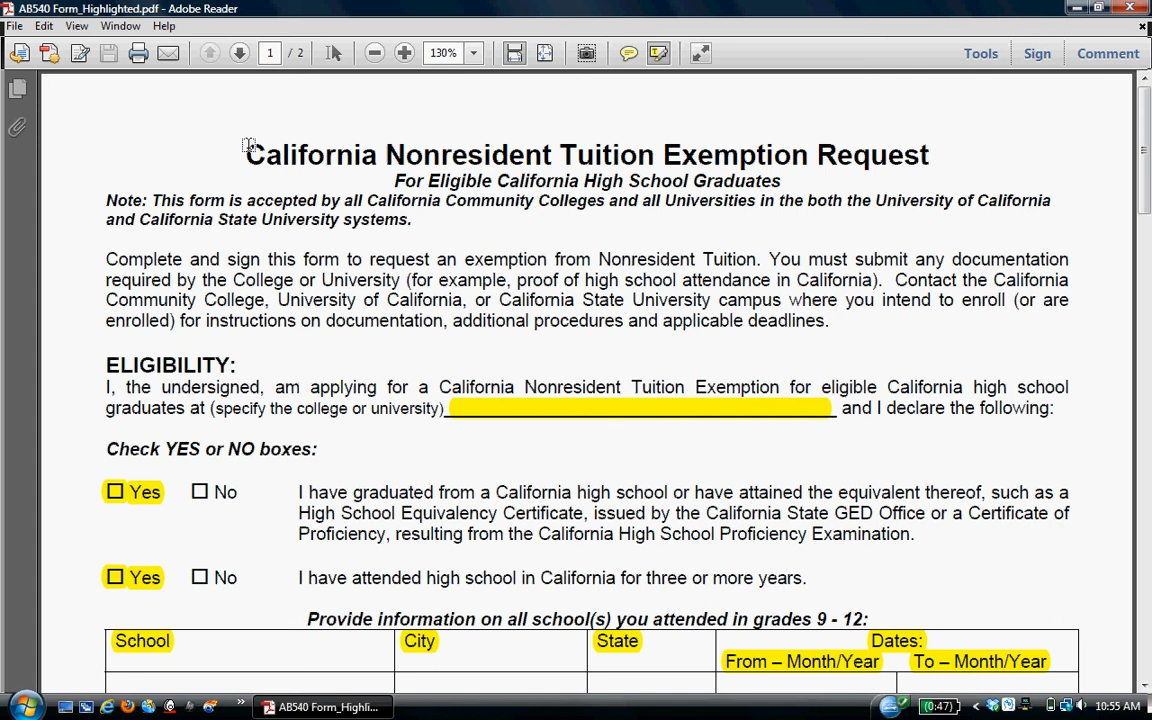 AB540 Form_Highlighted.pdf - Adobe Reader
File Edit View Window Help
1 / 2 130% Tools Sign Comment
California Nonresident Tuition Exemption Request
For Eligible California High School Graduates
Note: This form is accepted by all California Community Colleges and all Universities in the both the University of California
and California State University systems.
Complete and sign this form to request an exemption from Nonresident Tuition. You must submit any documentation
required by the College or University (for example, proof of high school attendance in California). Contact the California
Community College, University of California, or California State University campus where you intend to enroll (or are
enrolled) for instructions on documentation, additional procedures and applicable deadlines.
ELIGIBILITY:
I, the undersigned, am applying for a California Nonresident Tuition Exemption for eligible California high school
graduates at (specify the college or university) and I declare the following:
Check YES or NO boxes:
Yes No I have graduated from a California high school or have attained the equivalent thereof, such as a
High School Equivalency Certificate, issued by the California State GED Office or a Certificate of
Proficiency, resulting from the California High School Proficiency Examination.
Yes No I have attended high school in California for three or more years.
Provide information on all school(s) you attended in grades 9 - 12:
School City State Dates:
From – Month/Year To – Month/Year
AB540 Form_Highli... (0:47) 10:55 AM